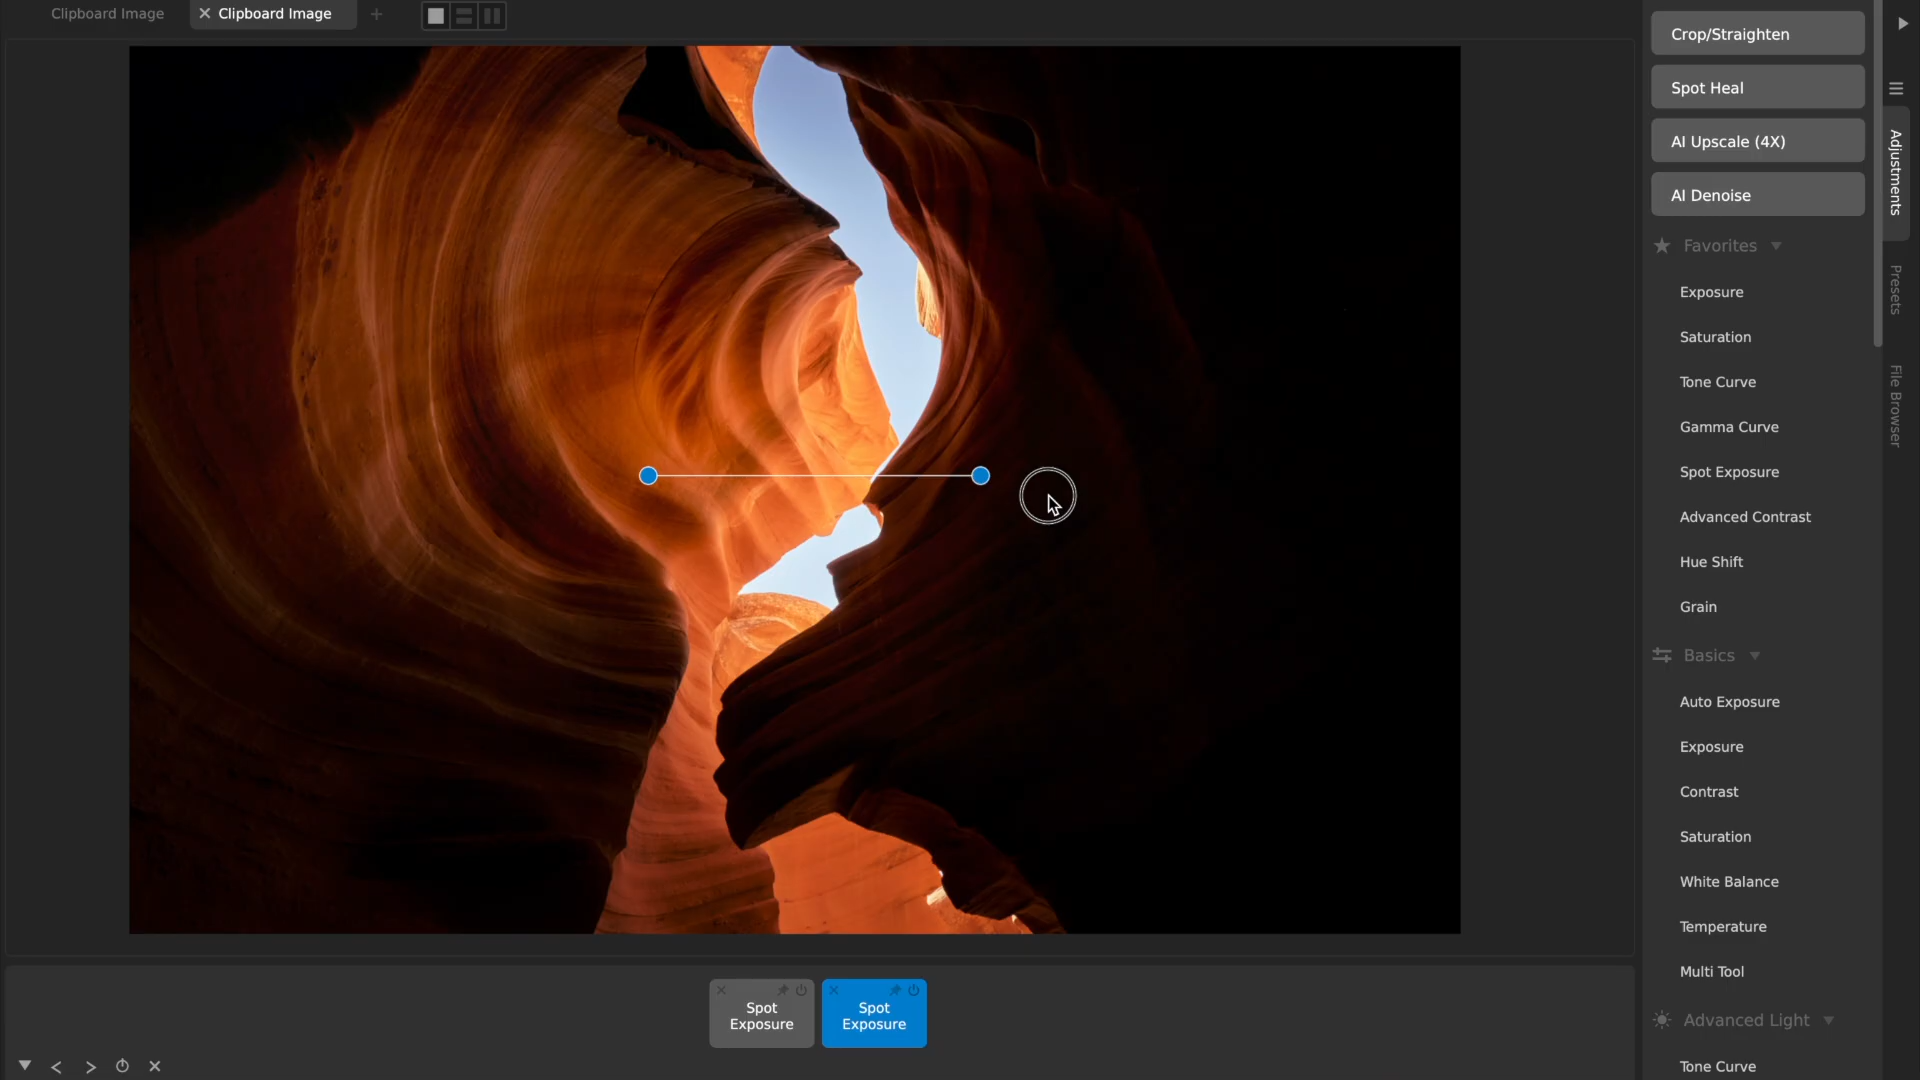 Clipboard Image
Clipboard Image
Crop/Straighten
Spot Heal
AI Upscale (4X)
AI Denoise
Favorites
Exposure
Saturation
Tone Curve
Gamma Curve
Spot Exposure
Advanced Contrast
Hue Shift
Grain
Basics
Auto Exposure
Exposure
Contrast
Saturation
White Balance
Temperature
Multi Tool
Advanced Light
Tone Curve
Adjustments
Presets
File Browser
Spot
Exposure
Spot
Exposure